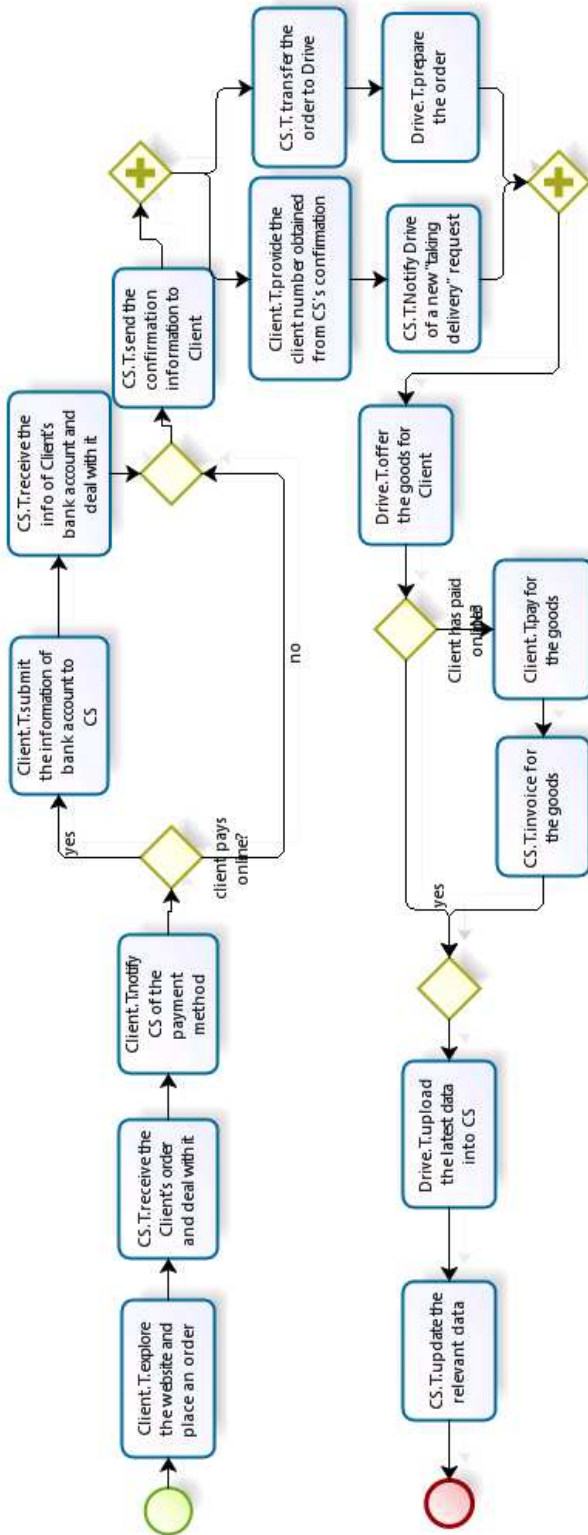 Client.T.explore
the website and
place an order
CS.T.receive the
Client's order
and deal with it
Client.T.notify
CS of the
payment
method
client pays
online?
yes
no
Client.T.submit
the information of
bank account to
CS
CS.T.receive the
info of Client's
bank account and
deal with it
CS.T.send the
confirmation
information to
Client
CS.T. transfer the
order to Drive
Drive.T.prepare
the order
Client.T.provide the
client number obtained
from CS's confirmation
CS.T.Notify Drive
of a new "taking
delivery" request
Drive.T.offer
the goods for
Client
Client has paid
yes
Client.T.pay for
the goods
CS.T.invoice for
the goods
Drive.T.upload
the latest data
into CS
CS.T.update the
relevant data